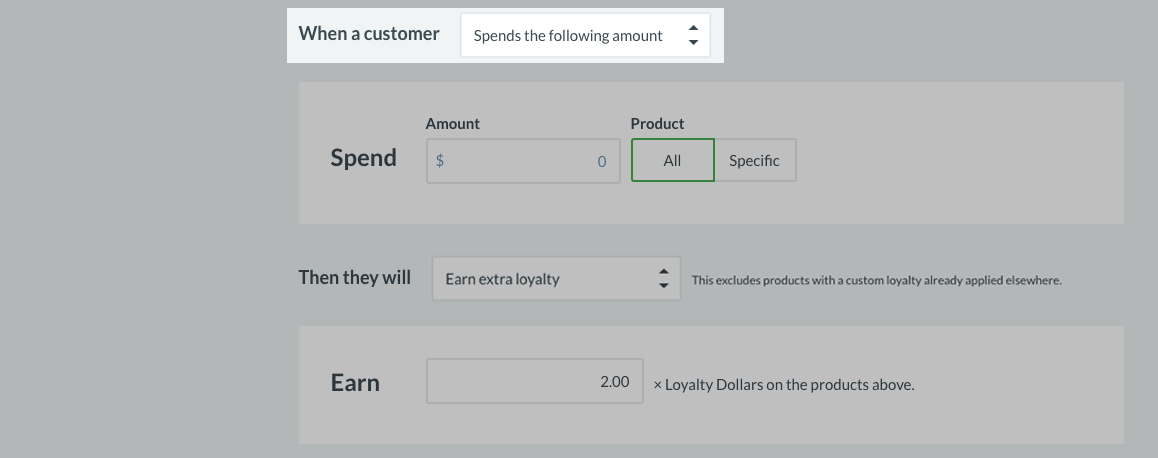 When a customer Spends the following amount
Amount Product
Spend $ 0 All Specific
Then they will Earn extra loyalty This excludes products with a custom loyalty already applied elsewhere.
Earn 2.00 × Loyalty Dollars on the products above.